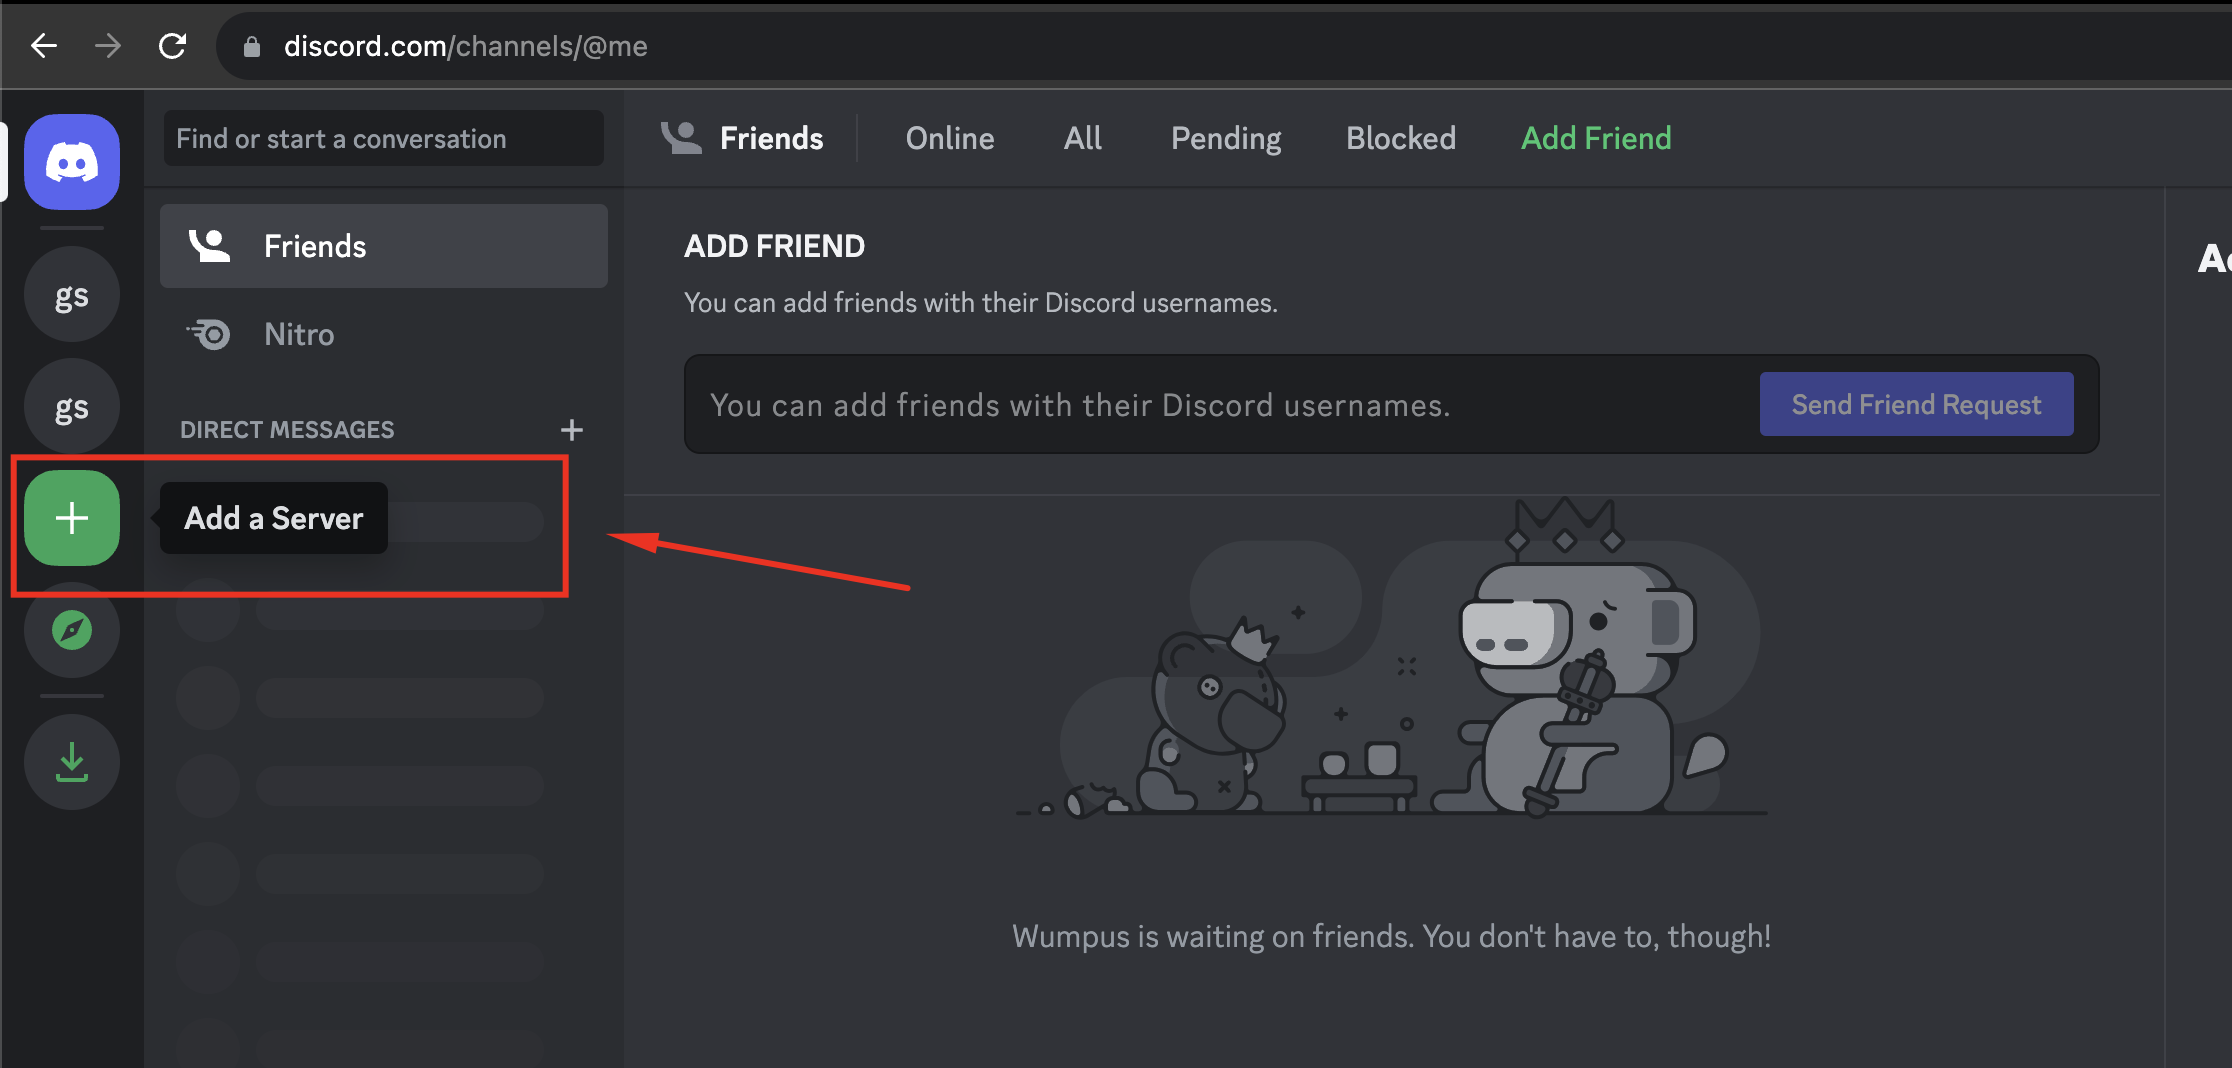 discord.com/channels/@me
Find or start a conversation
Friends
Online
All
Pending
Blocked
Add Friend
gs
gs
Friends
Nitro
DIRECT MESSAGES
Add a Server
ADD FRIEND
You can add friends with their Discord usernames.
You can add friends with their Discord usernames.
Send Friend Request
Wumpus is waiting on friends. You don't have to, though!